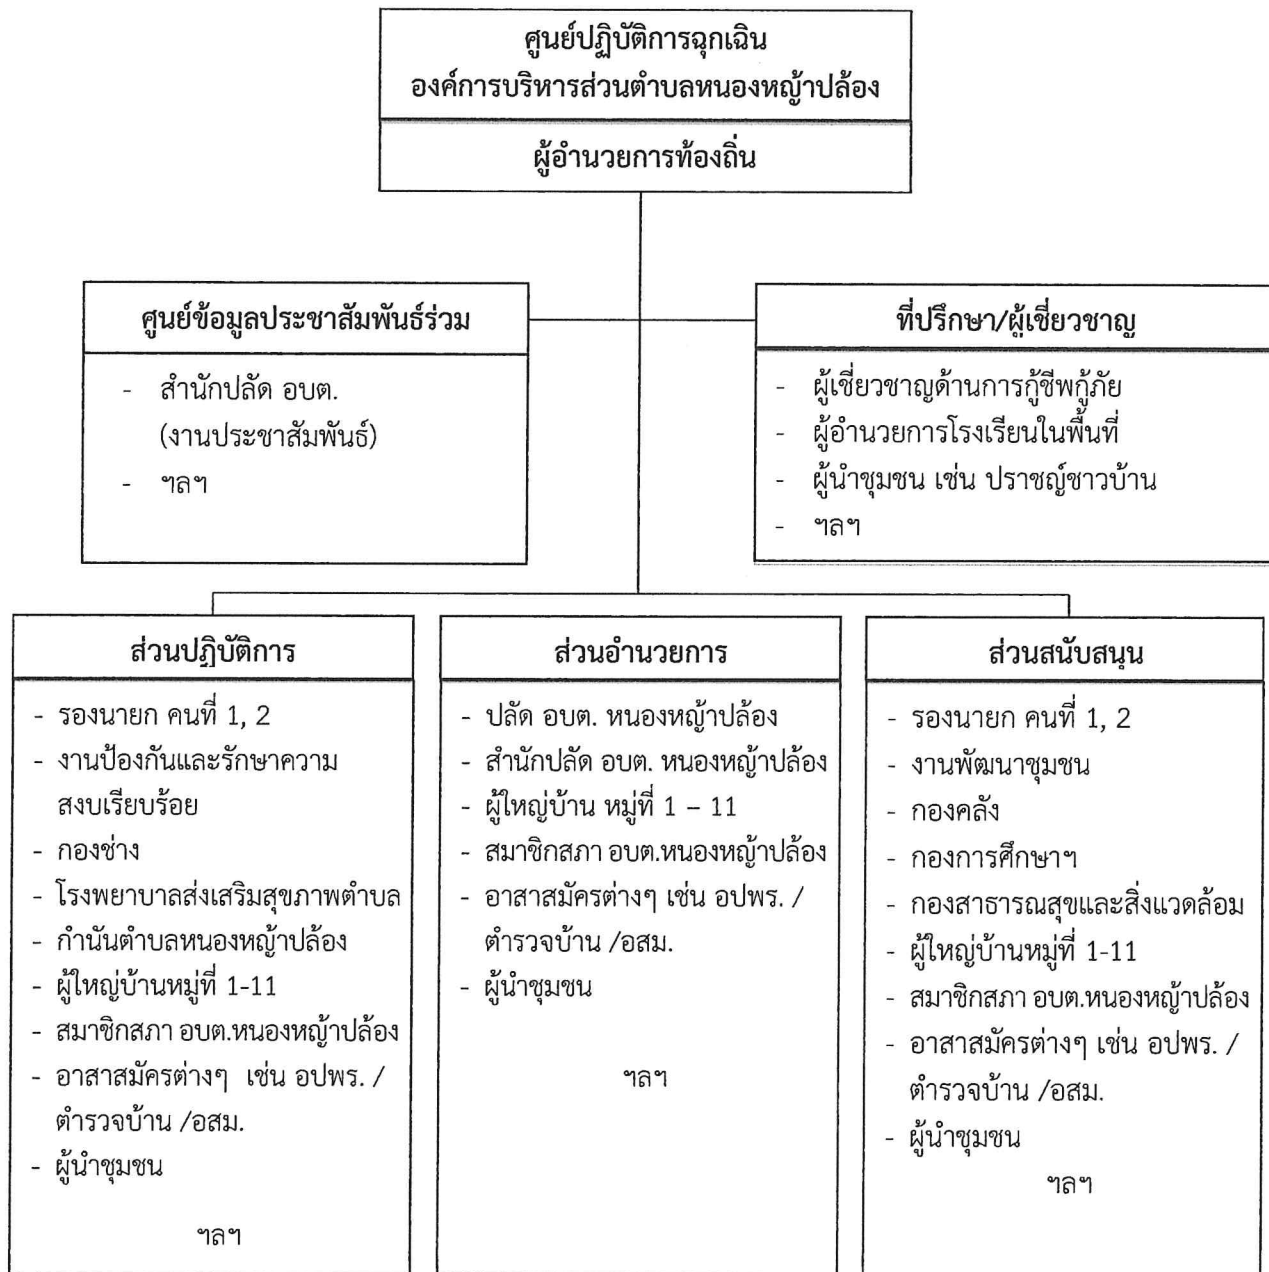 ศูนย์ปฏิบัติการฉุกเฉิน
องค์การบริหารส่วนตำบลหนองหญ้าปล้อง
ผู้อำนวยการท้องถิ่น
ศูนย์ข้อมูลประชาสัมพันธ์ร่วม
- สำนักปลัด อบต.
(งานประชาสัมพันธ์)
- ฯลฯ
ที่ปรึกษา/ผู้เชี่ยวชาญ
- ผู้เชี่ยวชาญด้านการกู้ชีพกู้ภัย
- ผู้อำนวยการโรงเรียนในพื้นที่
- ผู้นำชุมชน เช่น ปราชญ์ชาวบ้าน
- ฯลฯ
ส่วนปฏิบัติการ
- รองนายก คนที่ 1, 2
- งานป้องกันและรักษาความ
สงบเรียบร้อย
- กองช่าง
- โรงพยาบาลส่งเสริมสุขภาพตำบล
- กำนันตำบลหนองหญ้าปล้อง
- ผู้ใหญ่บ้านหมู่ที่ 1-11
- สมาชิกสภา อบต.หนองหญ้าปล้อง
- อาสาสมัครต่างๆ เช่น อปพร. /
ตำรวจบ้าน /อสม.
- ผู้นำชุมชน
ฯลฯ
ส่วนอำนวยการ
- ปลัด อบต. หนองหญ้าปล้อง
- สำนักปลัด อบต. หนองหญ้าปล้อง
- ผู้ใหญ่บ้าน หมู่ที่ 1 – 11
- สมาชิกสภา อบต.หนองหญ้าปล้อง
- อาสาสมัครต่างๆ เช่น อปพร. /
ตำรวจบ้าน /อสม.
- ผู้นำชุมชน
ฯลฯ
ส่วนสนับสนุน
- รองนายก คนที่ 1, 2
- งานพัฒนาชุมชน
- กองคลัง
- กองการศึกษาฯ
- กองสาธารณสุขและสิ่งแวดล้อม
- ผู้ใหญ่บ้านหมู่ที่ 1-11
- สมาชิกสภา อบต.หนองหญ้าปล้อง
- อาสาสมัครต่างๆ เช่น อปพร. /
ตำรวจบ้าน /อสม.
- ผู้นำชุมชน
ฯลฯ